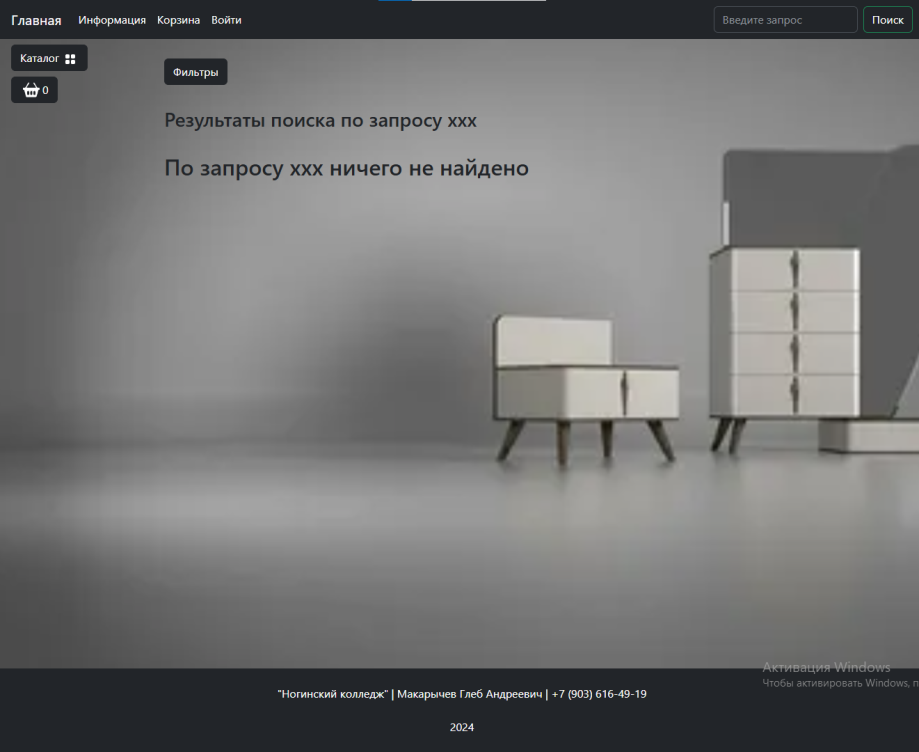 Главная Информация Корзина Войти Введите запрос Поиск
Каталог
Фильтры
0
Результаты поиска по запросу xxx
По запросу xxx ничего не найдено
Активация Windows
Чтобы активировать Windows, п
"Ногинский колледж" | Макарычев Глеб Андреевич | +7 (903) 616-49-19
2024